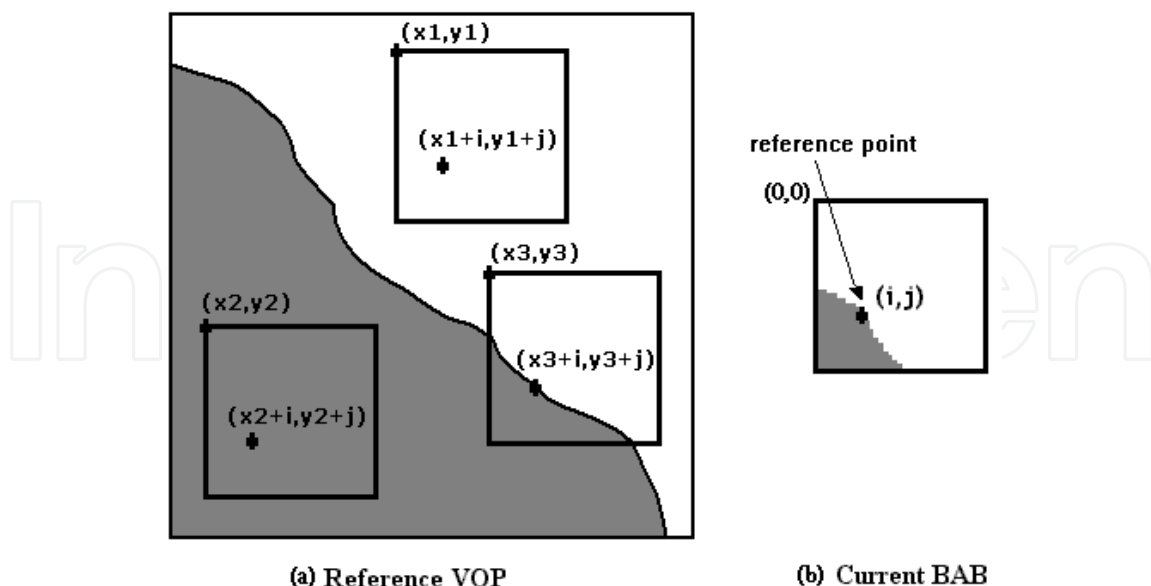 (x1,y1)
(x1+i,y1+j)
reference point
(0,0)
(x3,y3)
(i,j)
(x2,y2)
(x3+i,y3+j)
(x2+i,y2+j)
(a) Reference VOP
(b) Current BAB